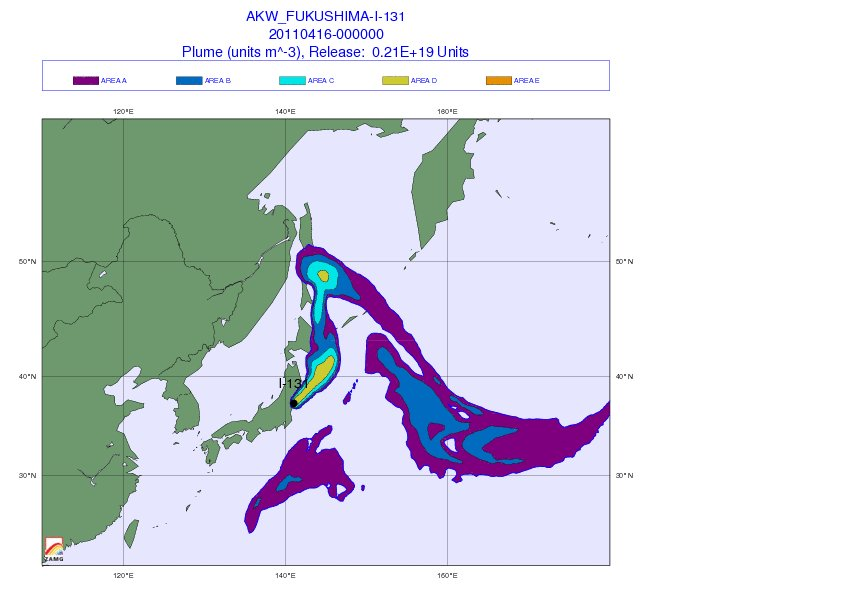 AKW_FUKUSHIMA-I-131
20110416-000000
Plume (units m^-3), Release:  0.21E+19 Units
AREA A AREA B AREA C AREA D AREA E
120°E 140°E 160°E
50°N 50°N
40°N 40°N
I-131
30°N 30°N
ZAMG
120°E 140°E 160°E